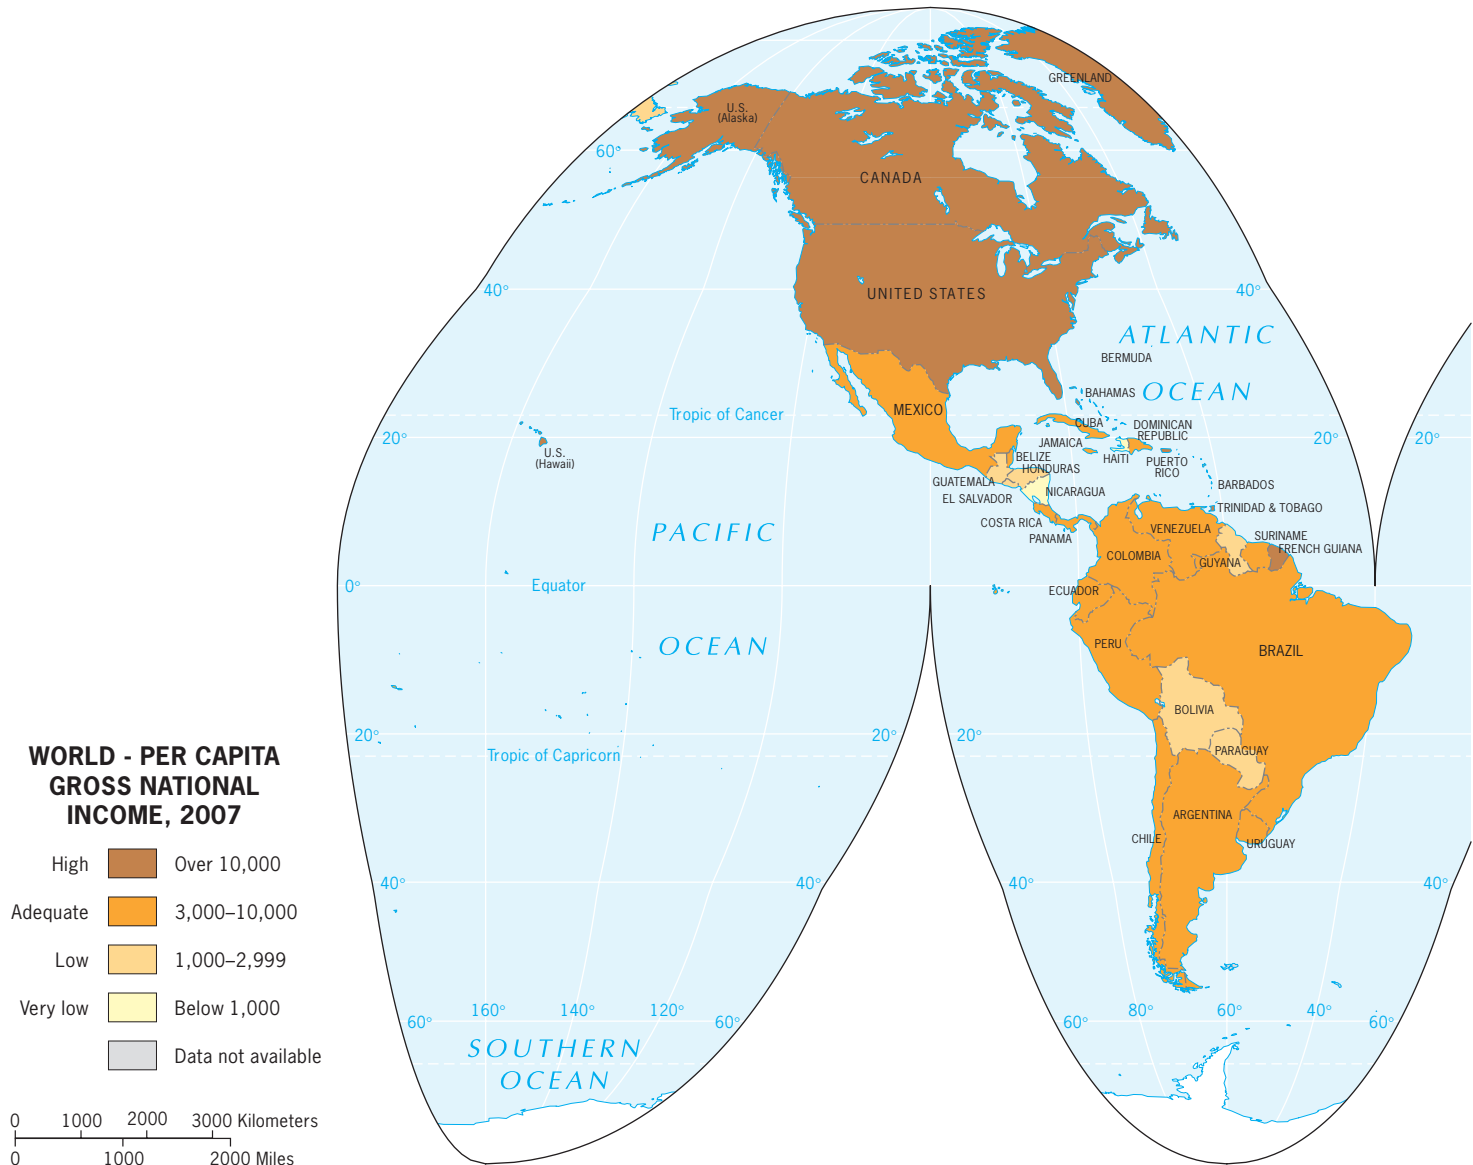 GREENLAND
U.S.
(Alaska)
60°
CANADA
UNITED STATES
40°
40°
ATLANTIC
OCEAN
BERMUDA
BAHAMAS
MEXICO
Tropic of Cancer
CUBA
DOMINICAN
REPUBLIC
20°
20°
20°
JAMAICA
HAITI
PUERTO
RICO
U.S.
(Hawaii)
BELIZE
HONDURAS
GUATEMALA
EL SALVADOR
NICARAGUA
BARBADOS
TRINIDAD & TOBAGO
COSTA RICA
PANAMA
PACIFIC
OCEAN
VENEZUELA
SURINAME
FRENCH GUIANA
COLOMBIA
GUYANA
0°
Equator
ECUADOR
PERU
BRAZIL
BOLIVIA
20°
20°
20°
Tropic of Capricorn
PARAGUAY
ARGENTINA
CHILE
URUGUAY
40°
40°
40°
40°
160°
140°
120°
60°
60°
80°
60°
40°
60°
60°
SOUTHERN
OCEAN
WORLD - PER CAPITA
GROSS NATIONAL
INCOME, 2007
High Over 10,000
Adequate 3,000–10,000
Low 1,000–2,999
Very low Below 1,000
Data not available
0 1000 2000 3000 Kilometers
0 1000 2000 Miles